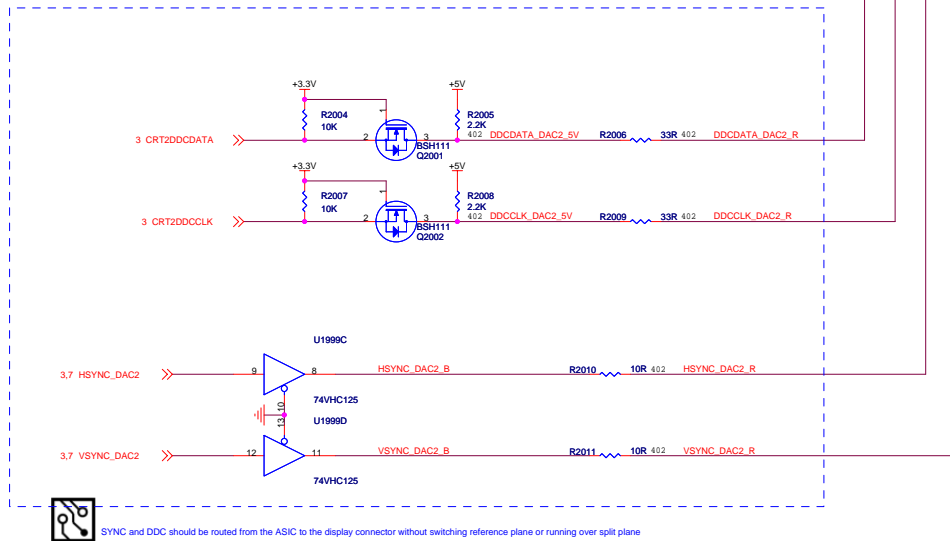 +3.3V +5V
R2004 R2005
10K 1 2.2K
3 CRT2DDCDATA 2 3 402 DDCDATA_DAC2_5V R2006 33R 402 DDCDATA_DAC2_R
BSH111
Q2001
+3.3V +5V
R2007 1 R2008
10K 2.2K
3 CRT2DDCCLK 2 3 402 DDCCLK_DAC2_5V R2009 33R 402 DDCCLK_DAC2_R
BSH111
Q2002
U1999C
3,7 HSYNC_DAC2 9 8 HSYNC_DAC2_B R2010 10R 402 HSYNC_DAC2_R
10 74VHC125
13 U1999D
3,7 VSYNC_DAC2 12 11 VSYNC_DAC2_B R2011 10R 402 VSYNC_DAC2_R
74VHC125
SYNC and DDC should be routed from the ASIC to the display connector without switching reference plane or running over split plane